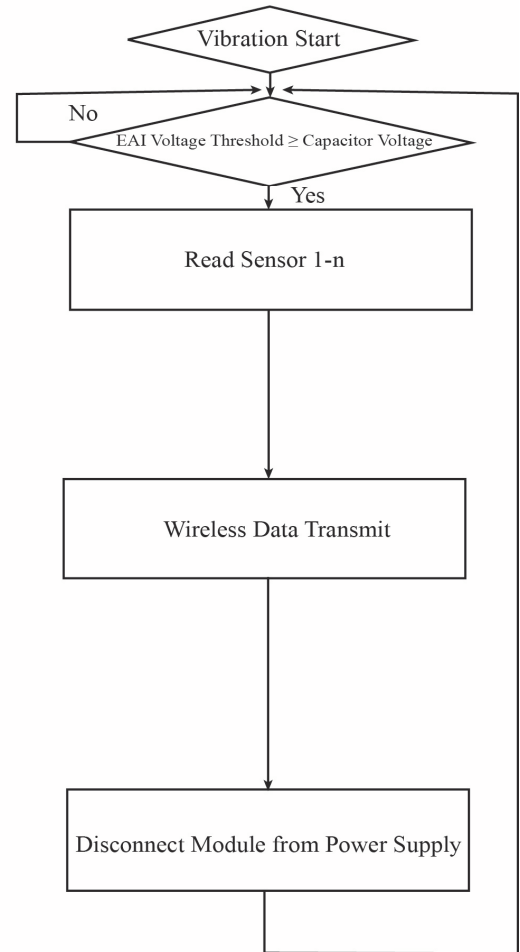 Vibration Start
No
EAI Voltage Threshold ≥ Capacitor Voltage
Yes
Read Sensor 1-n
Wireless Data Transmit
Disconnect Module from Power Supply